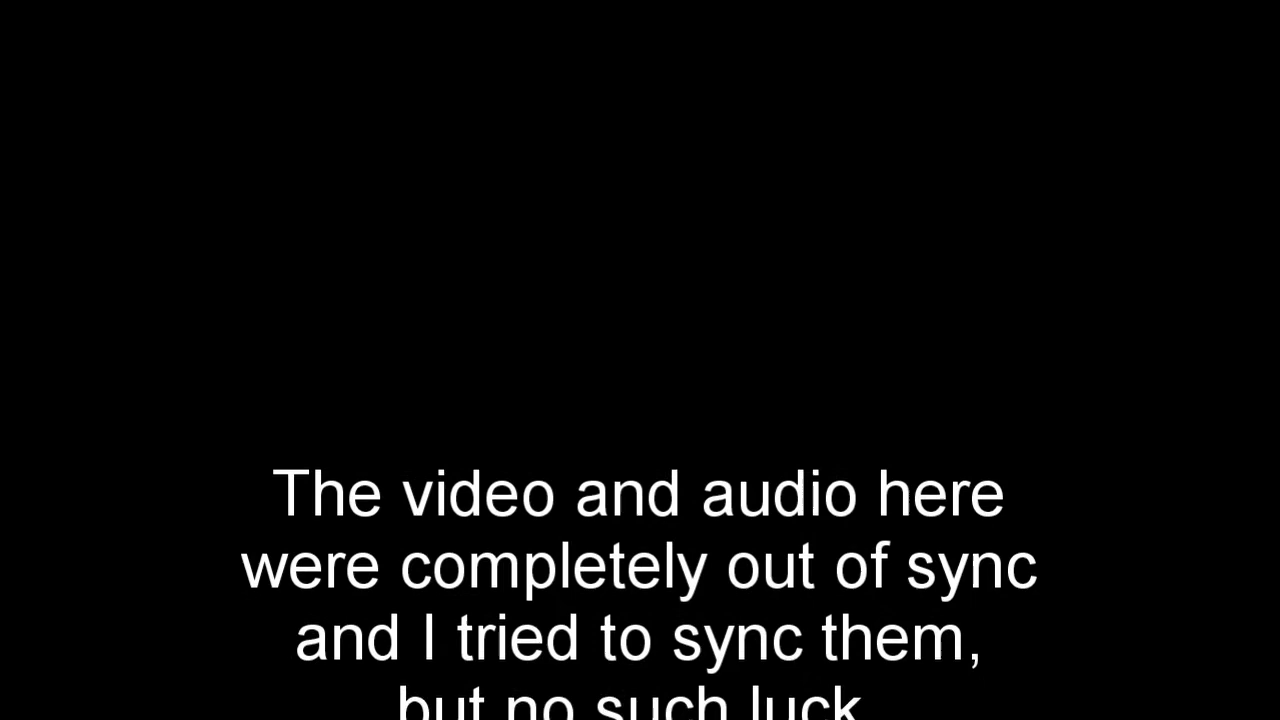 The video and audio here
were completely out of sync
and I tried to sync them,
but no such luck